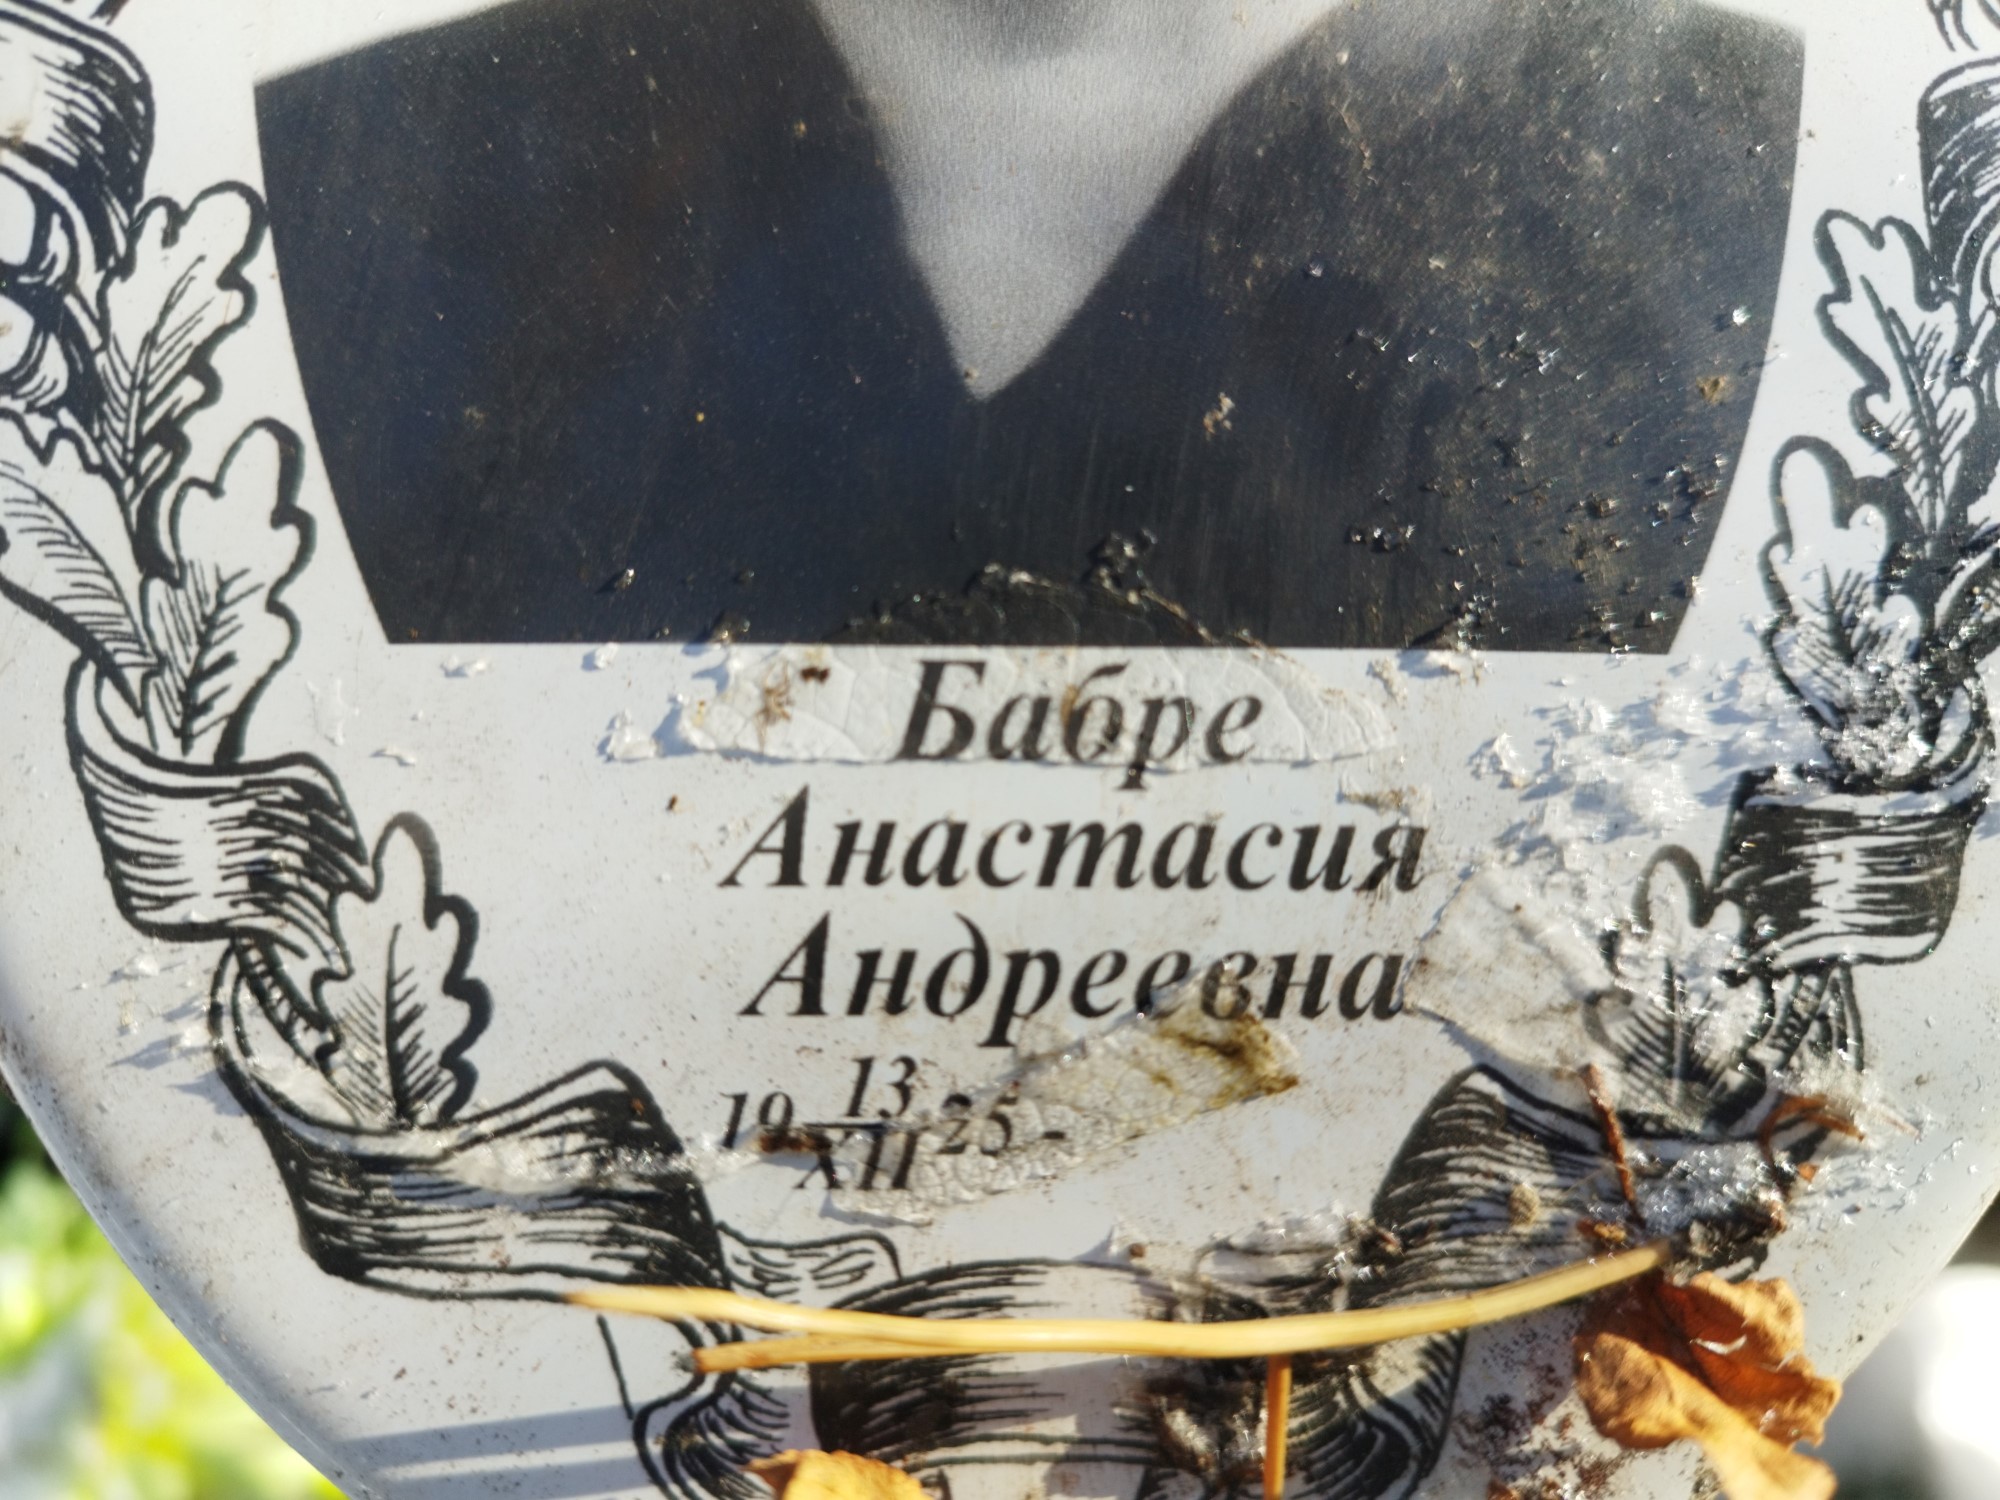 Бабре
Анастасия
Андреевна
19 13/XII 25 -